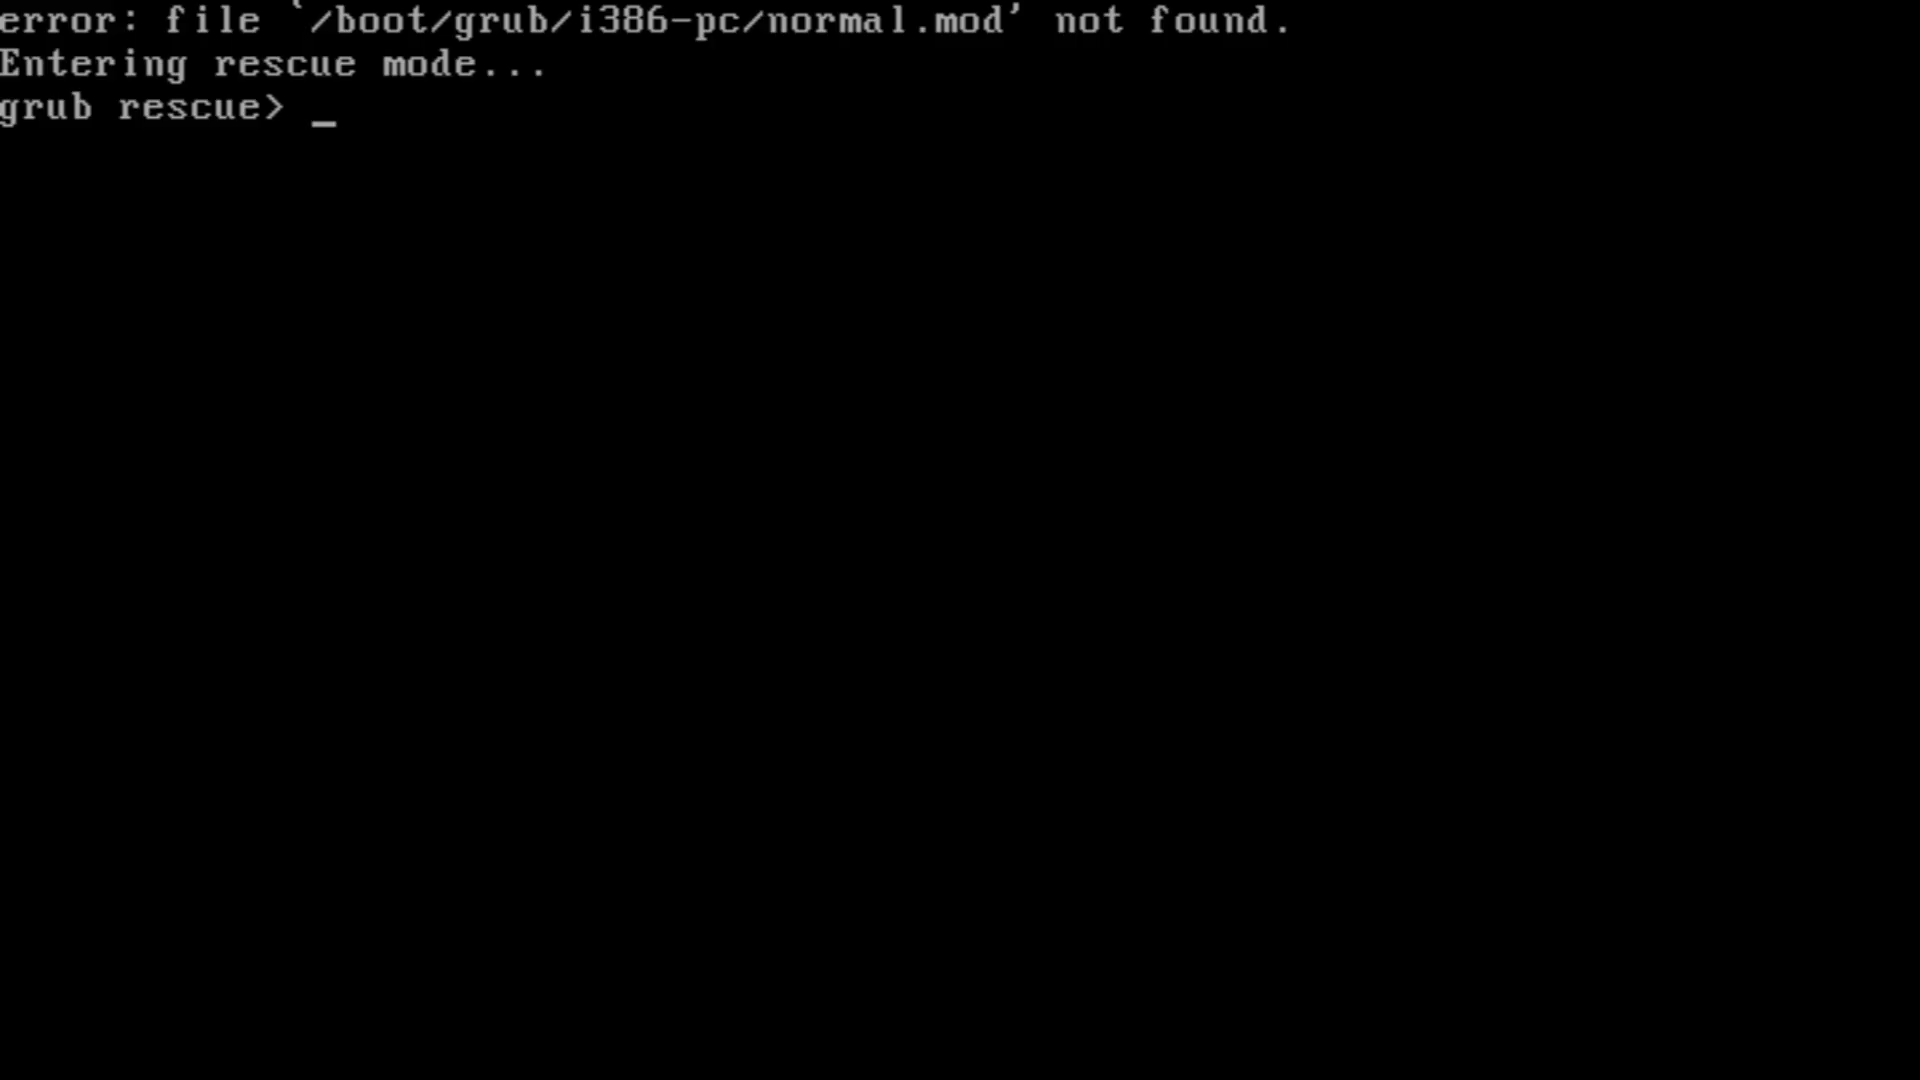 error: file `/boot/grub/i386-pc/normal.mod' not found.
Entering rescue mode...
grub rescue> _